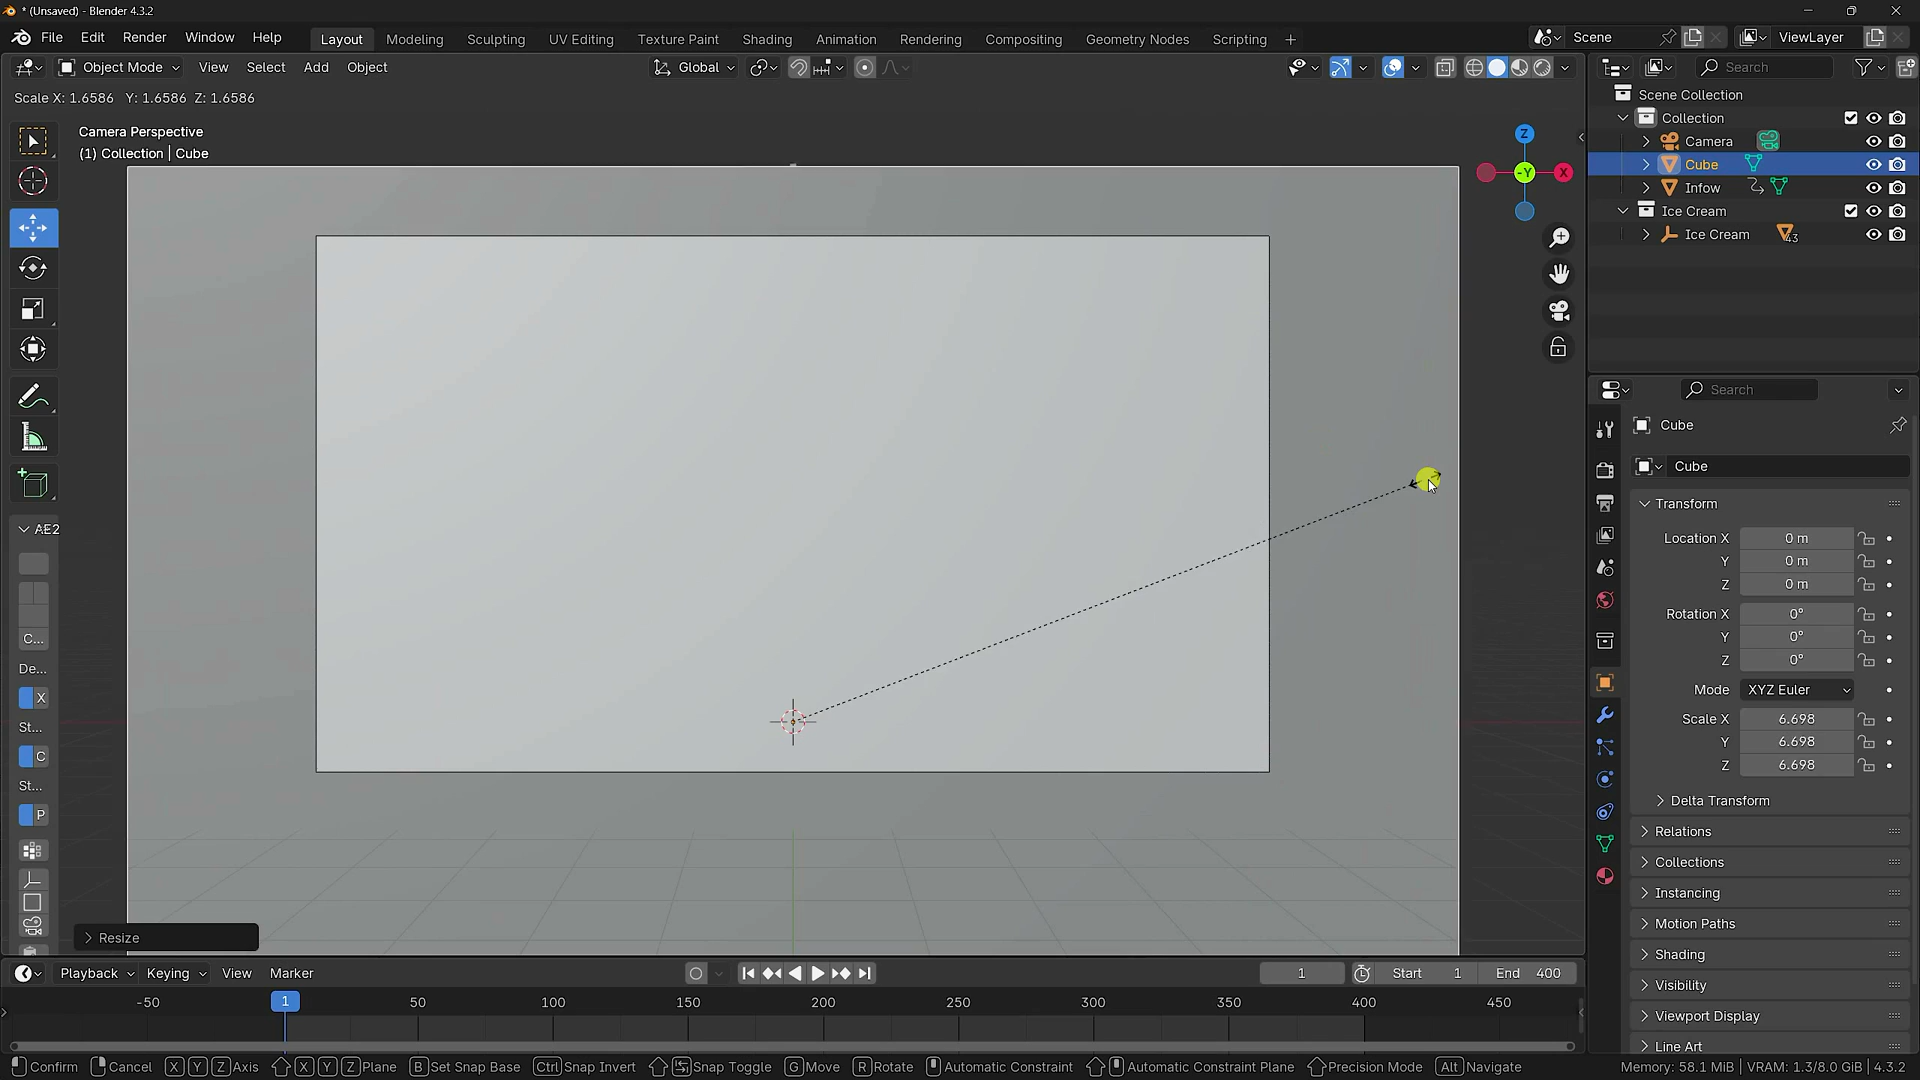 * (Unsaved) - Blender 4.3.2
File Edit Render Window Help Layout Modeling Sculpting UV Editing Texture Paint Shading Animation Rendering Compositing Geometry Nodes Scripting + Scene ViewLayer
Object Mode View Select Add Object Global Search
Scale X: 1.6586 Y: 1.6586 Z: 1.6586
Camera Perspective
(1) Collection | Cube
Z
-Y
X
Scene Collection
Collection
Camera
Cube
Infow
Ice Cream
Ice Cream 43
Search
Cube
Cube
Transform
Location X 0 m
Y 0 m
Z 0 m
Rotation X 0°
Y 0°
Z 0°
Mode XYZ Euler
Scale X 6.698
Y 6.698
Z 6.698
Delta Transform
Relations
Collections
Instancing
Motion Paths
Shading
Visibility
Viewport Display
Line Art
AE2
C...
De...
X
St...
C
St...
P
Resize
Playback Keying View Marker 1 Start 1 End 400
-50 1 50 100 150 200 250 300 350 400 450
Confirm Cancel X Y Z Axis X Y Z Plane B Set Snap Base Ctrl Snap Invert Snap Toggle G Move R Rotate Automatic Constraint Automatic Constraint Plane Precision Mode Alt Navigate Memory: 58.1 MiB | VRAM: 1.3/8.0 GiB | 4.3.2